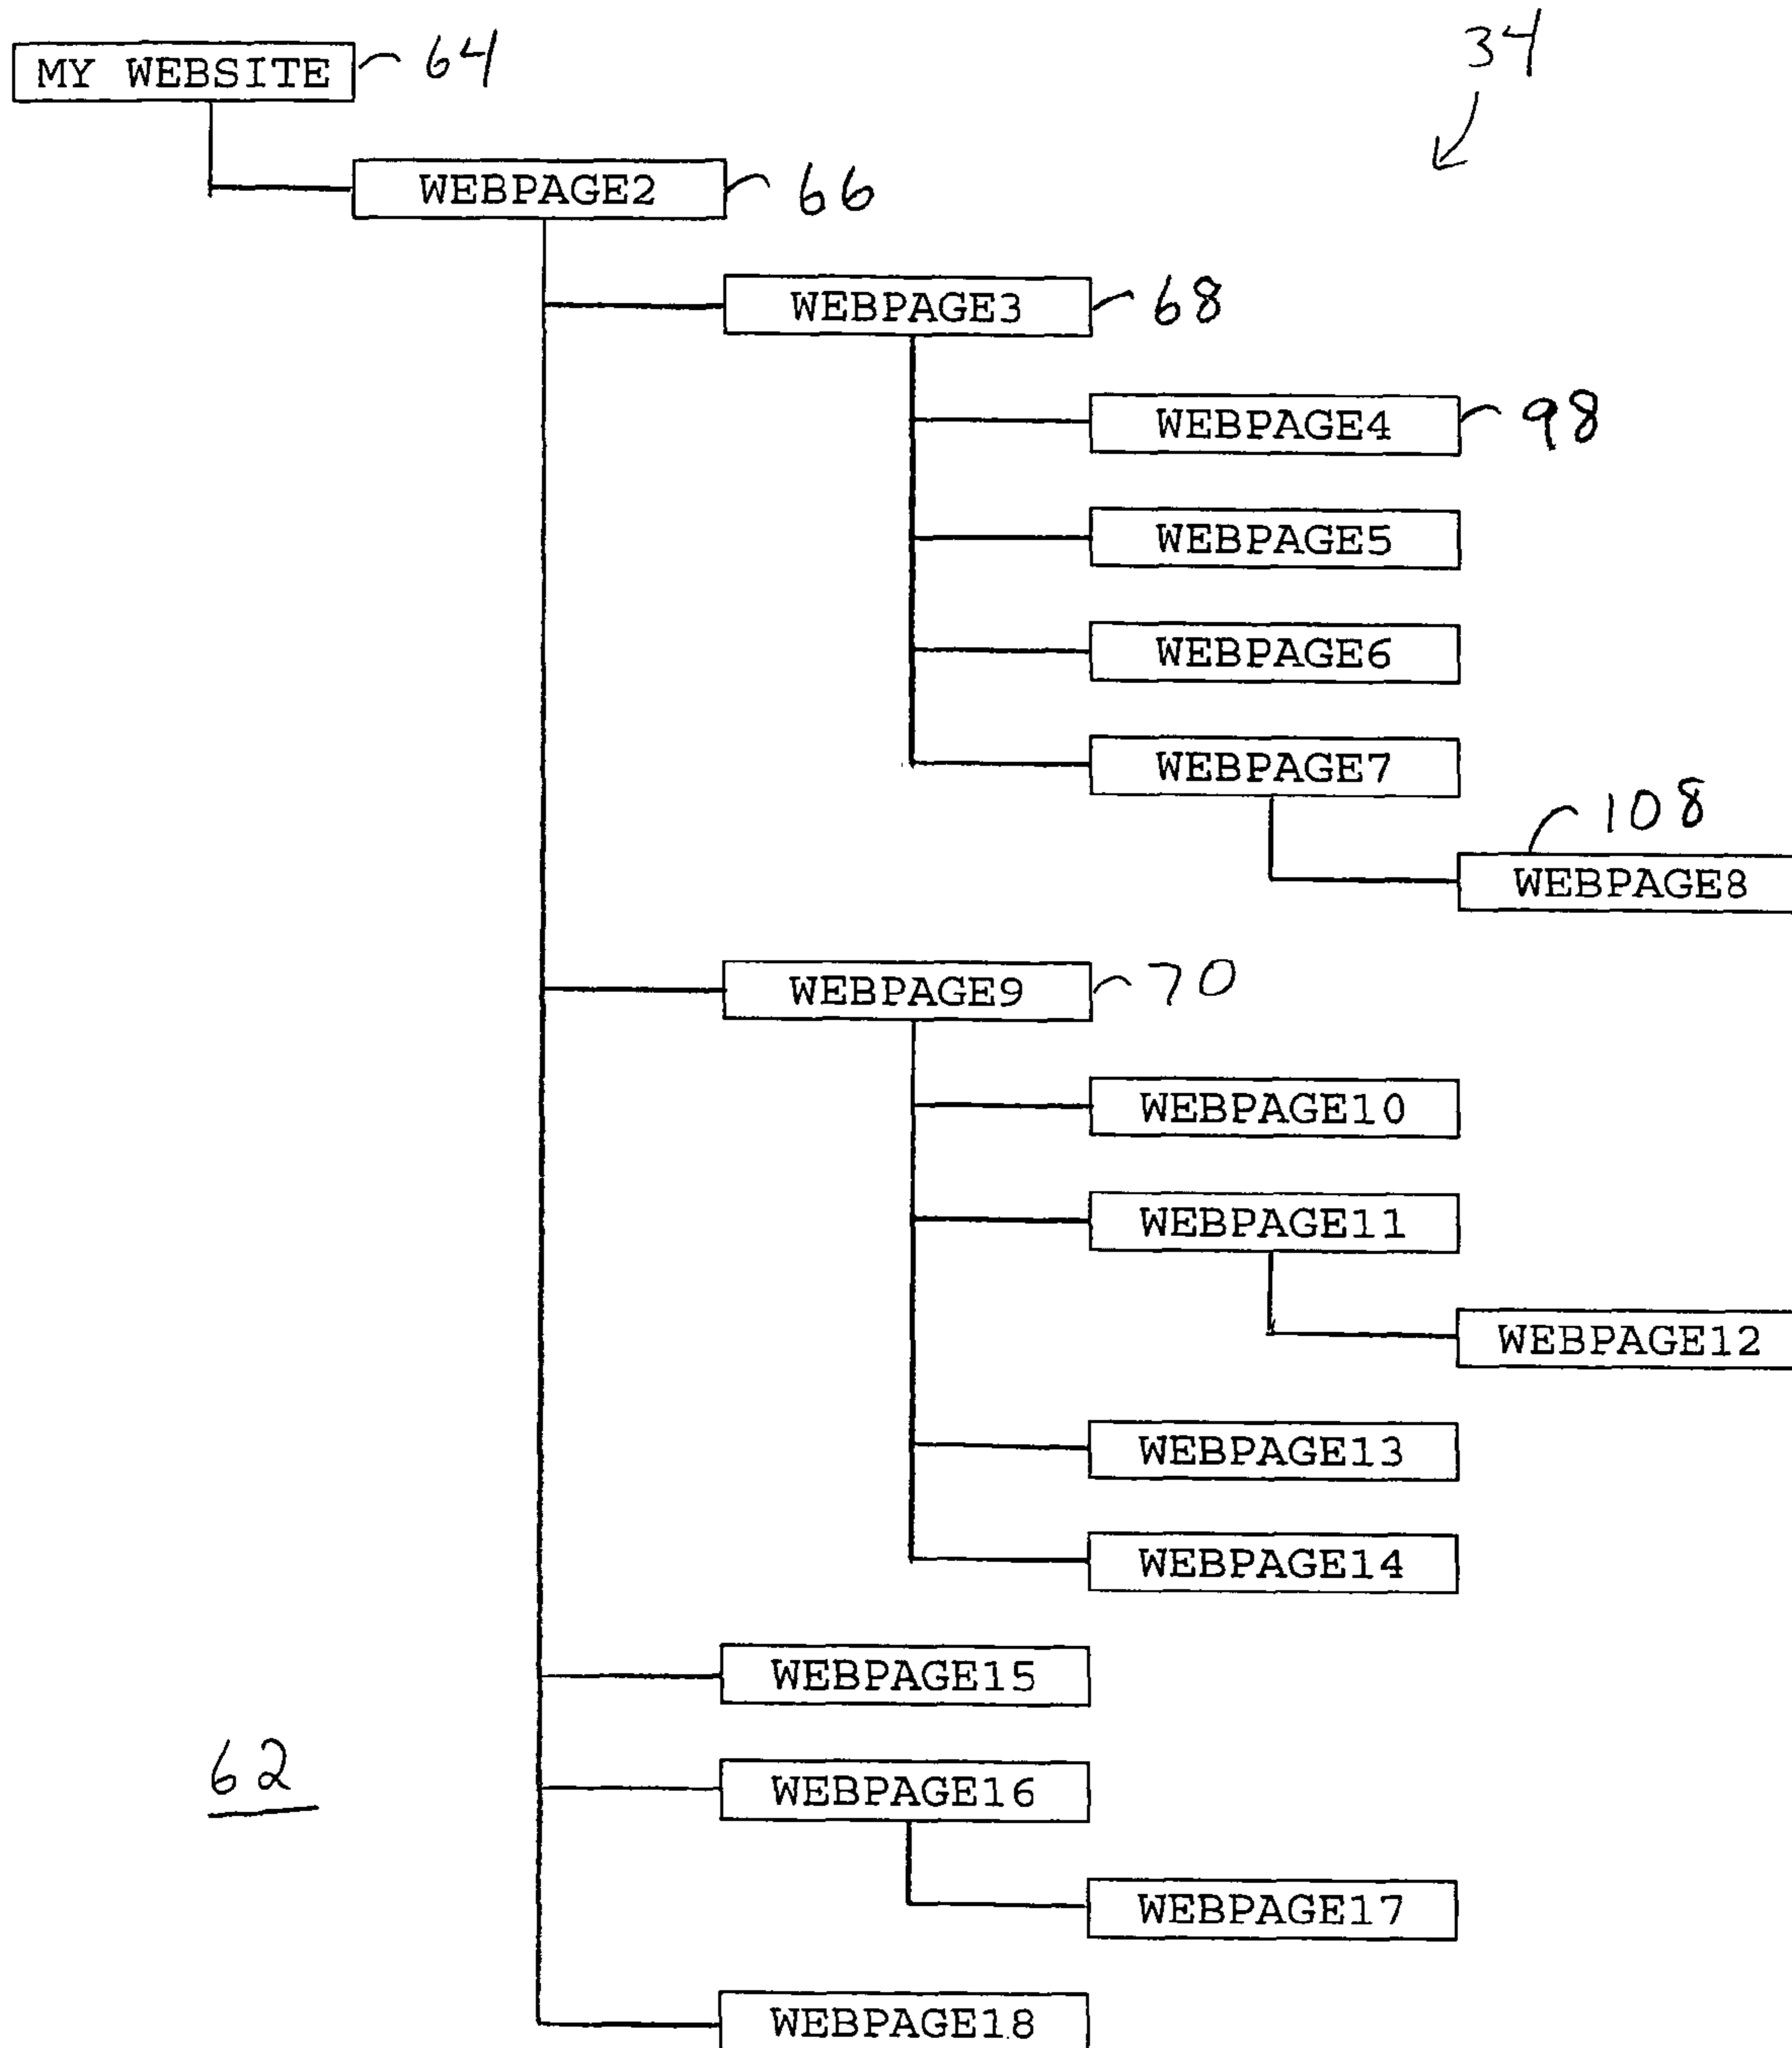 MY WEBSITE 64
34
WEBPAGE2 66
WEBPAGE3 68
WEBPAGE4 98
WEBPAGE5
WEBPAGE6
WEBPAGE7
108
WEBPAGE8
WEBPAGE9 70
WEBPAGE10
WEBPAGE11
WEBPAGE12
WEBPAGE13
WEBPAGE14
WEBPAGE15
62
WEBPAGE16
WEBPAGE17
WEBPAGE18